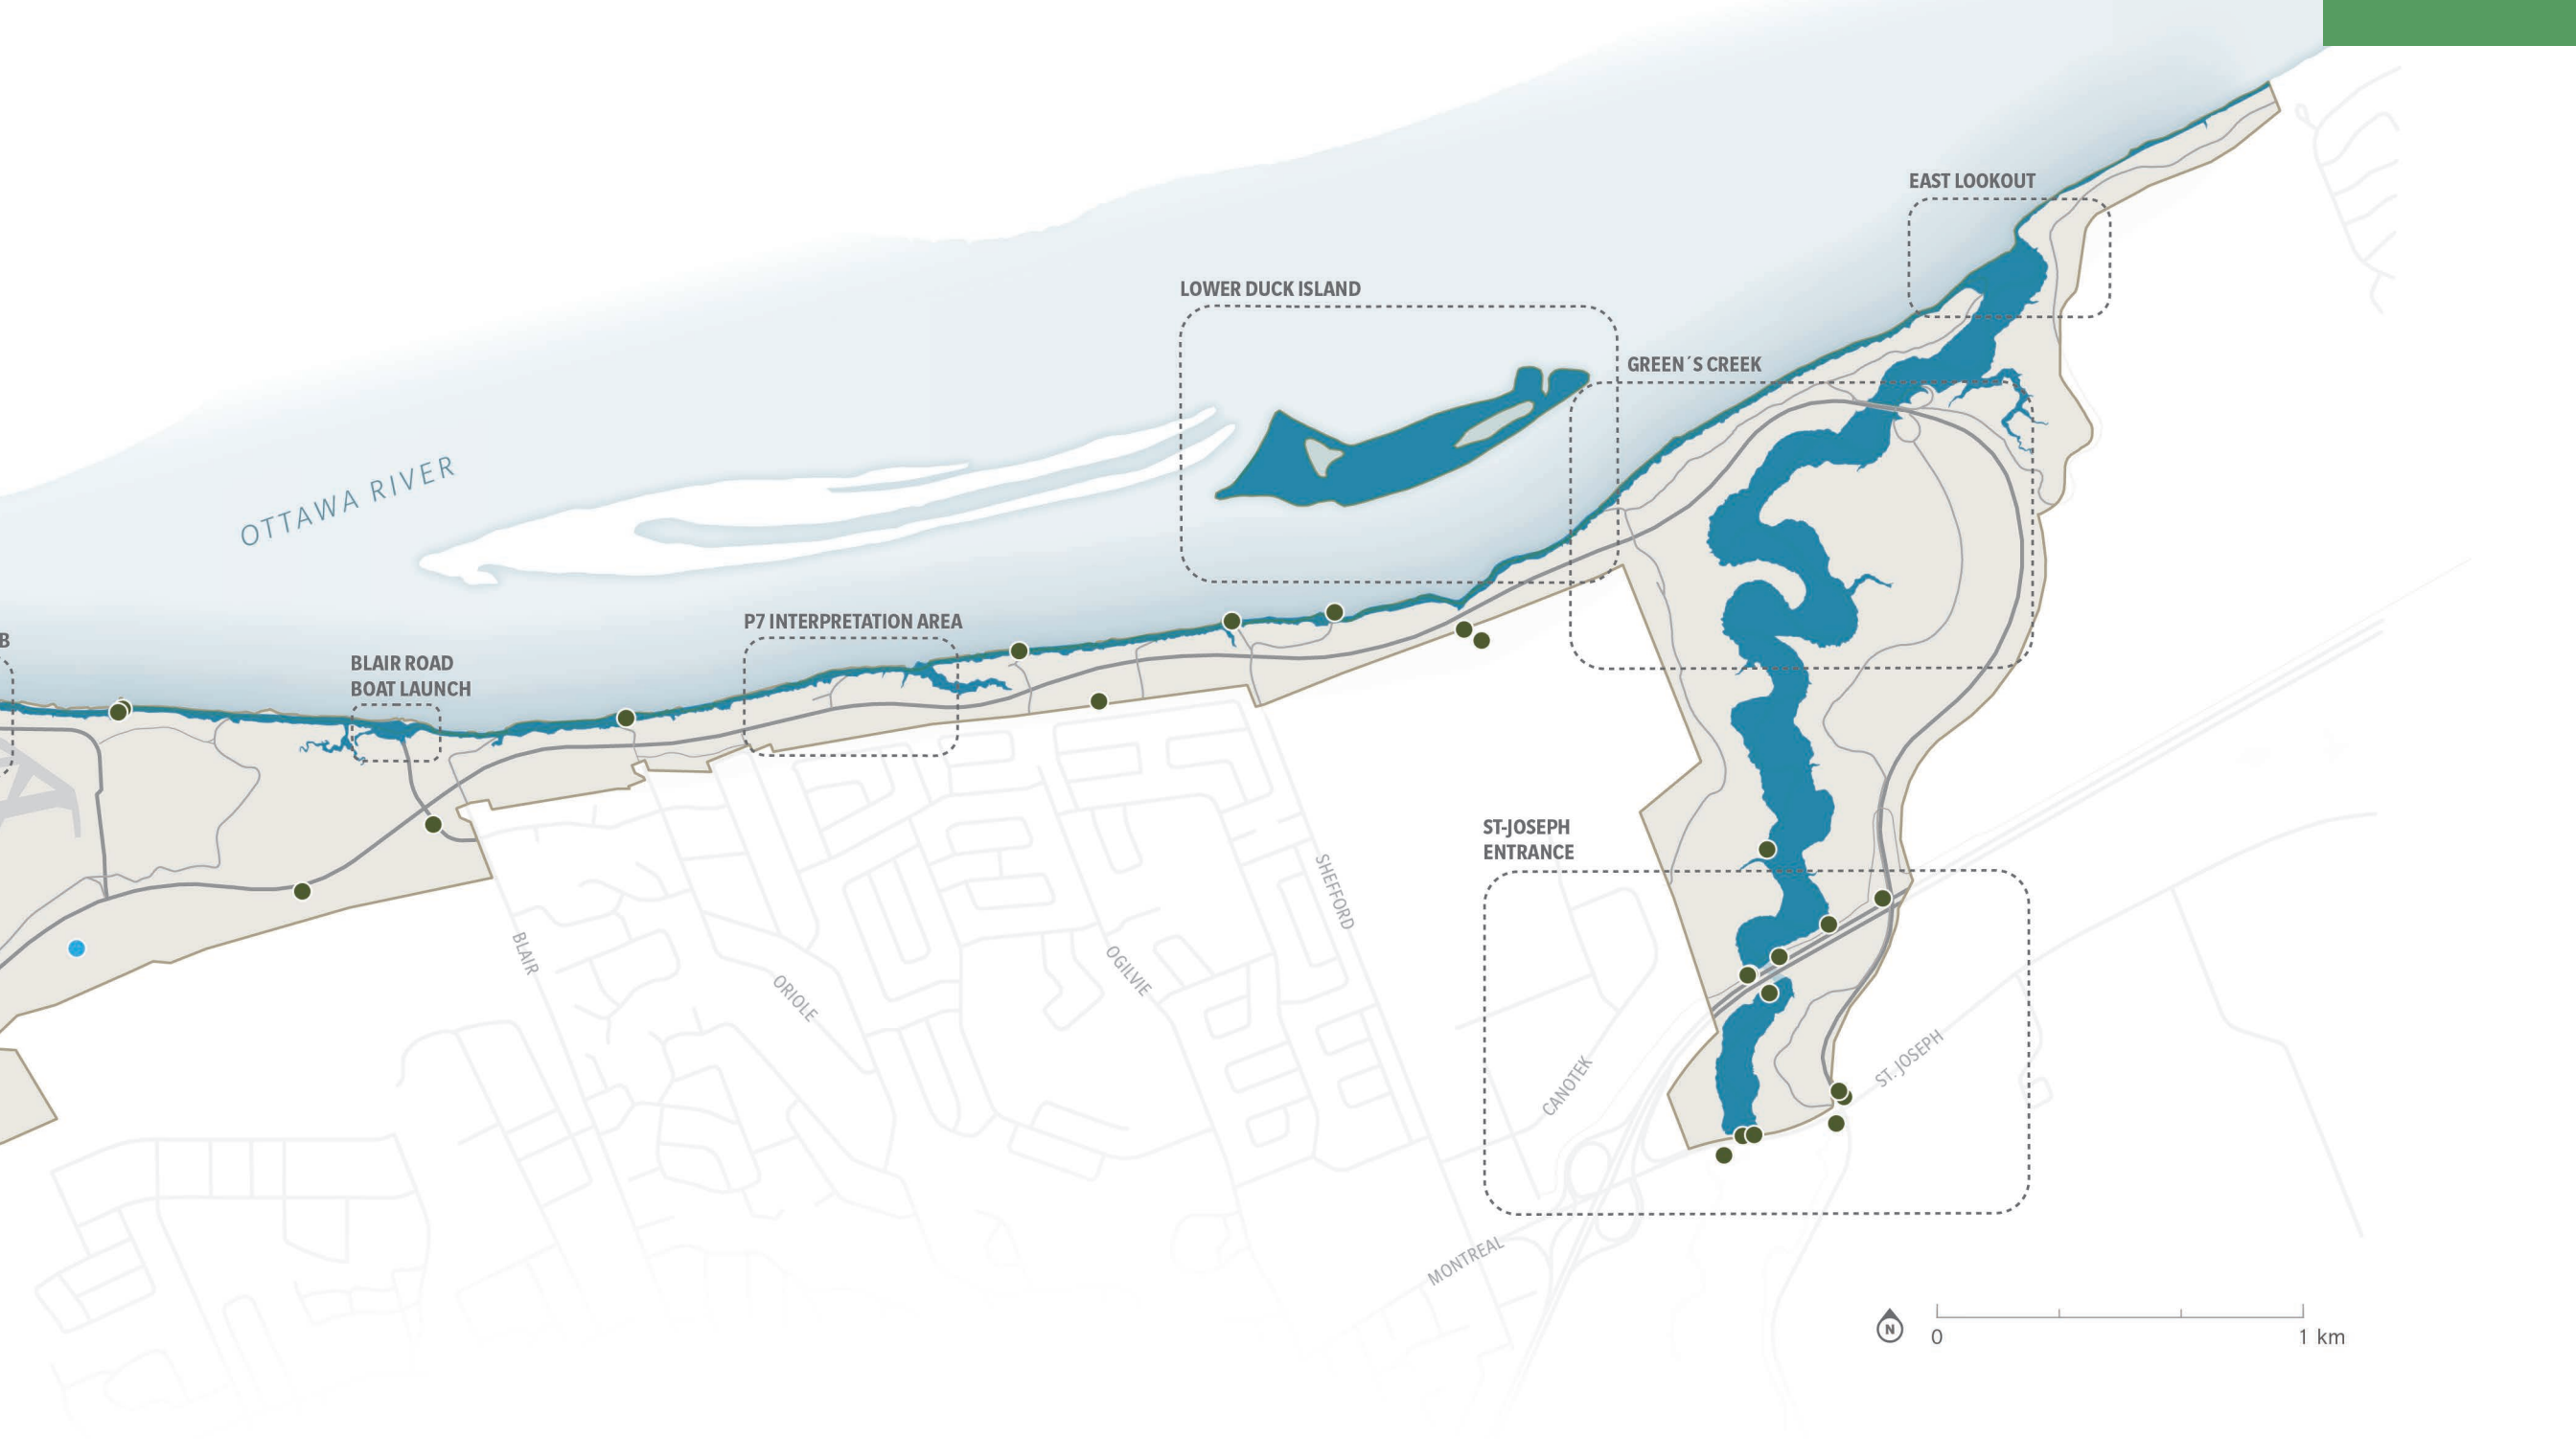 EAST LOOKOUT
LOWER DUCK ISLAND
GREEN´S CREEK
OTTAWA RIVER
P7 INTERPRETATION AREA
B
BLAIR ROAD
BOAT LAUNCH
ST-JOSEPH
ENTRANCE
SHEFFORD
BLAIR
ORIOLE
OGILVIE
CANOTEK
ST. JOSEPH
MONTREAL
N
0
1 km